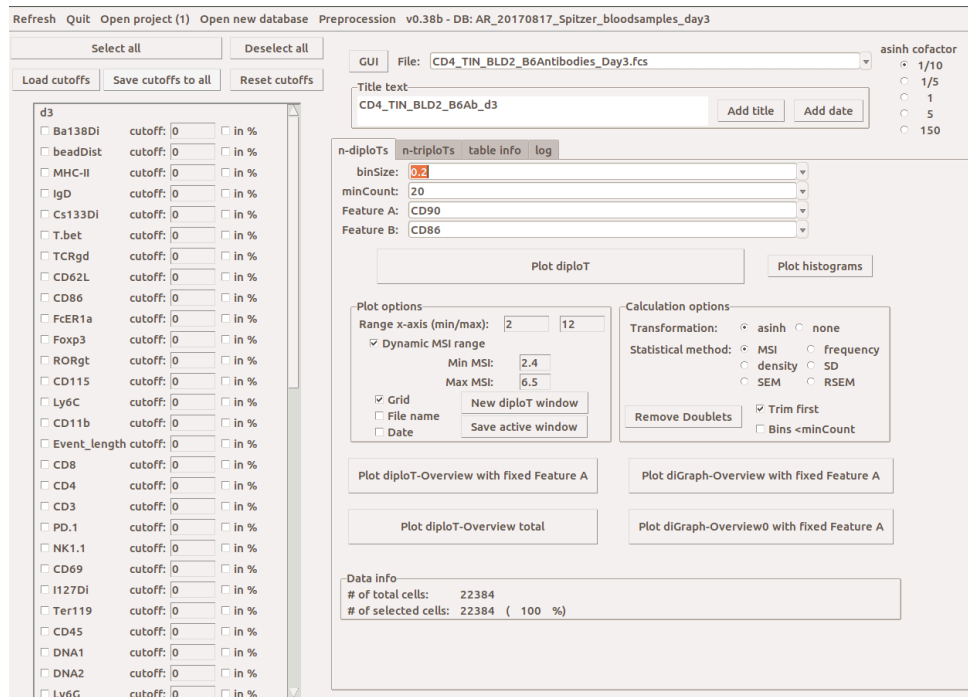 Refresh Quit Open project (1) Open new database Preprocession v0.38b - DB: AR_20170817_Spitzer_bloodsamples_day3
Select all Deselect all
Load cutoffs Save cutoffs to all Reset cutoffs
d3
Ba138Di cutoff: 0 in %
beadDist cutoff: 0 in %
MHC-II cutoff: 0 in %
IgD cutoff: 0 in %
Cs133Di cutoff: 0 in %
T.bet cutoff: 0 in %
TCRgd cutoff: 0 in %
CD62L cutoff: 0 in %
CD86 cutoff: 0 in %
FcER1a cutoff: 0 in %
Foxp3 cutoff: 0 in %
RORgt cutoff: 0 in %
CD115 cutoff: 0 in %
Ly6C cutoff: 0 in %
CD11b cutoff: 0 in %
Event_length cutoff: 0 in %
CD8 cutoff: 0 in %
CD4 cutoff: 0 in %
CD3 cutoff: 0 in %
PD.1 cutoff: 0 in %
NK1.1 cutoff: 0 in %
CD69 cutoff: 0 in %
I127Di cutoff: 0 in %
Ter119 cutoff: 0 in %
CD45 cutoff: 0 in %
DNA1 cutoff: 0 in %
DNA2 cutoff: 0 in %
Ly6G cutoff: 0 in %
GUI File: CD4_TIN_BLD2_B6Antibodies_Day3.fcs
Title text
CD4_TIN_BLD2_B6Ab_d3 Add title Add date
asinh cofactor
1/10
1/5
1
5
150
n-diploTs n-triploTs table info log
binSize: 0.2
minCount: 20
Feature A: CD90
Feature B: CD86
Plot diploT Plot histograms
Plot options
Range x-axis (min/max): 2 12
Dynamic MSI range
Min MSI: 2.4
Max MSI: 6.5
Grid New diploT window
File name
Save active window
Date
Calculation options
Transformation: asinh none
Statistical method: MSI frequency
density SD
SEM RSEM
Remove Doublets Trim first
Bins <minCount
Plot diploT-Overview with fixed Feature A Plot diGraph-Overview with fixed Feature A
Plot diploT-Overview total Plot diGraph-Overview0 with fixed Feature A
Data info
# of total cells: 22384
# of selected cells: 22384 ( 100 %)